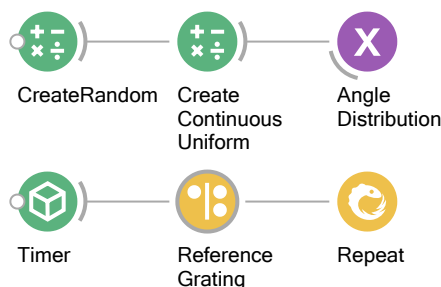 X
CreateRandom
Create
Continuous
Uniform
Angle
Distribution
Timer
Reference
Grating
Repeat